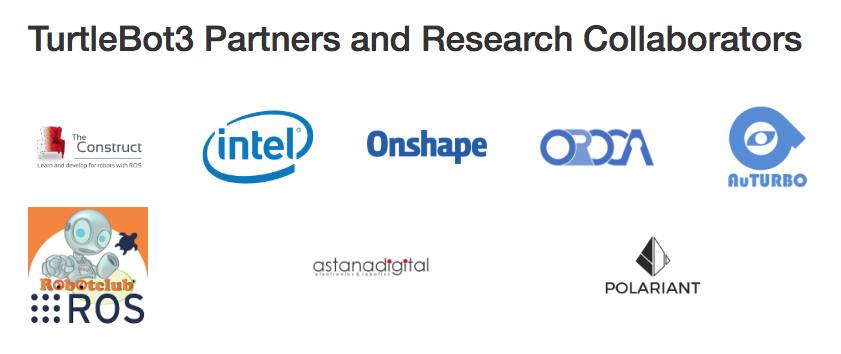 TurtleBot3 Partners and Research Collaborators
The
Construct
Learn and develop for robots with ROS
intel
Onshape
OROCA
AuTURBO
Robotclub
ROS
astanadigital
electronics & robotics
POLARIANT